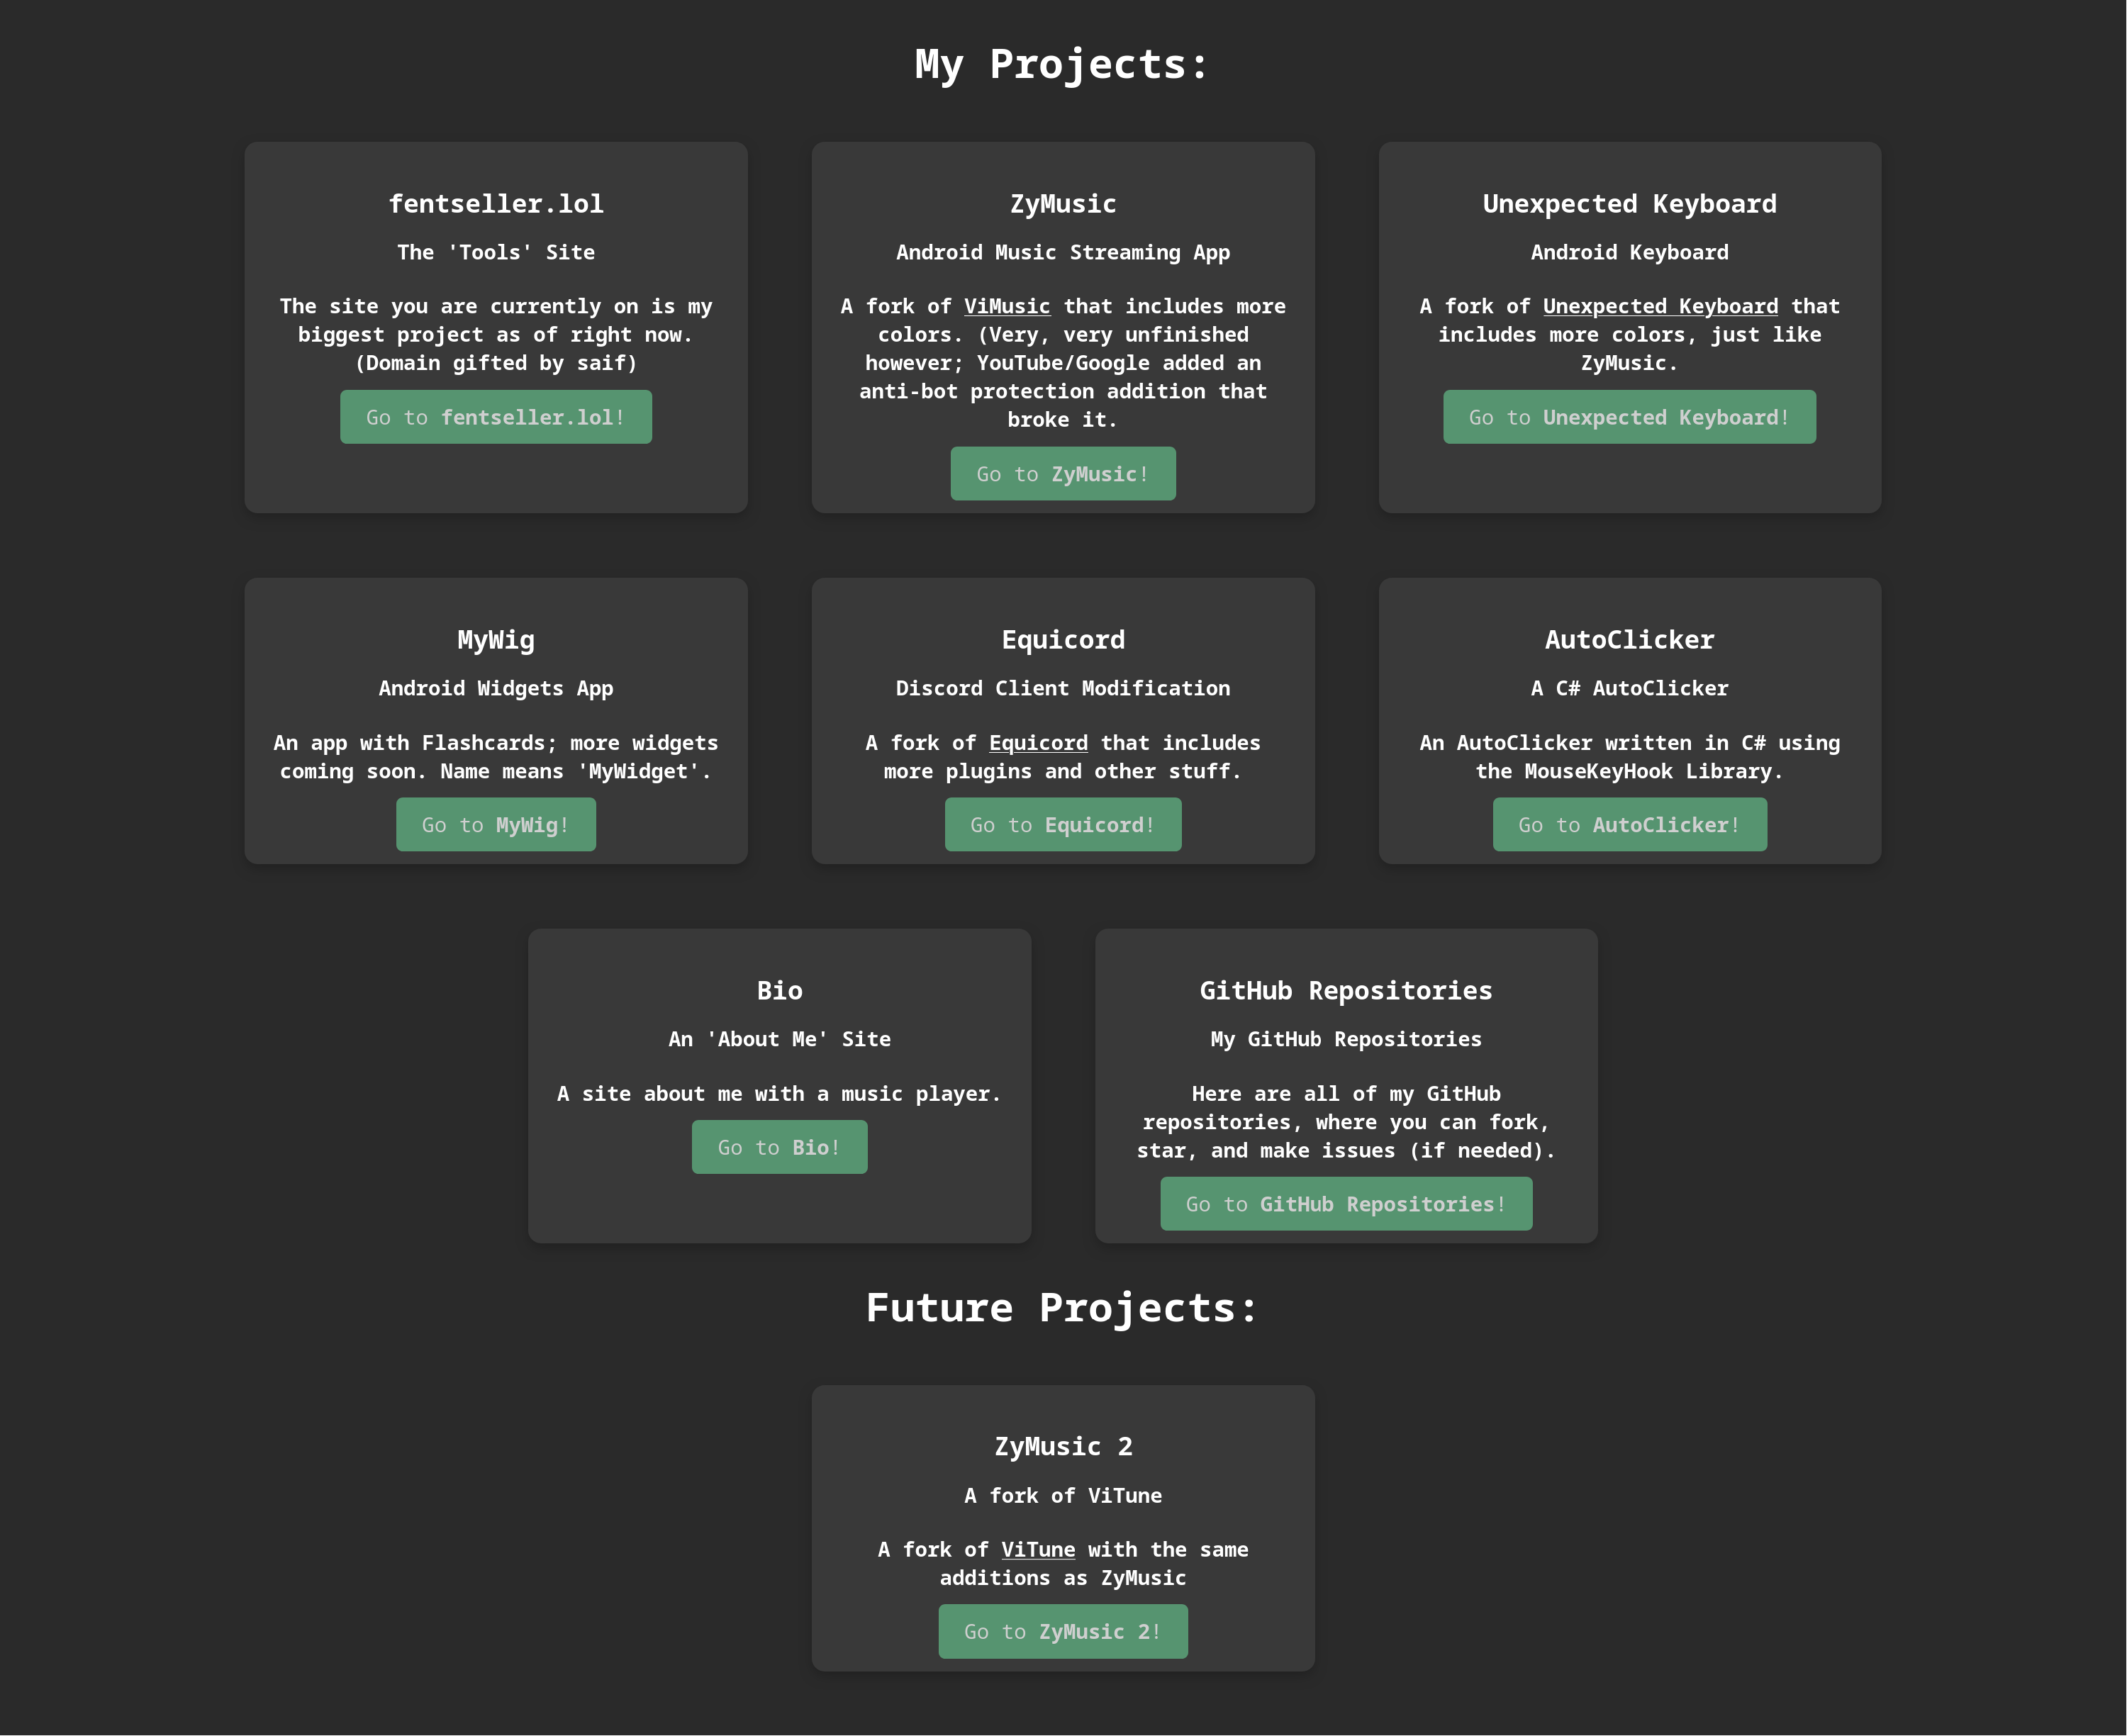 My Projects:
fentseller.lol
The 'Tools' Site
The site you are currently on is my
biggest project as of right now.
(Domain gifted by saif)
Go to fentseller.lol!
ZyMusic
Android Music Streaming App
A fork of ViMusic that includes more
colors. (Very, very unfinished
however; YouTube/Google added an
anti-bot protection addition that
broke it.
Go to ZyMusic!
Unexpected Keyboard
Android Keyboard
A fork of Unexpected Keyboard that
includes more colors, just like
ZyMusic.
Go to Unexpected Keyboard!
MyWig
Android Widgets App
An app with Flashcards; more widgets
coming soon. Name means 'MyWidget'.
Go to MyWig!
Equicord
Discord Client Modification
A fork of Equicord that includes
more plugins and other stuff.
Go to Equicord!
AutoClicker
A C# AutoClicker
An AutoClicker written in C# using
the MouseKeyHook Library.
Go to AutoClicker!
Bio
An 'About Me' Site
A site about me with a music player.
Go to Bio!
GitHub Repositories
My GitHub Repositories
Here are all of my GitHub
repositories, where you can fork,
star, and make issues (if needed).
Go to GitHub Repositories!
Future Projects:
ZyMusic 2
A fork of ViTune
A fork of ViTune with the same
additions as ZyMusic
Go to ZyMusic 2!